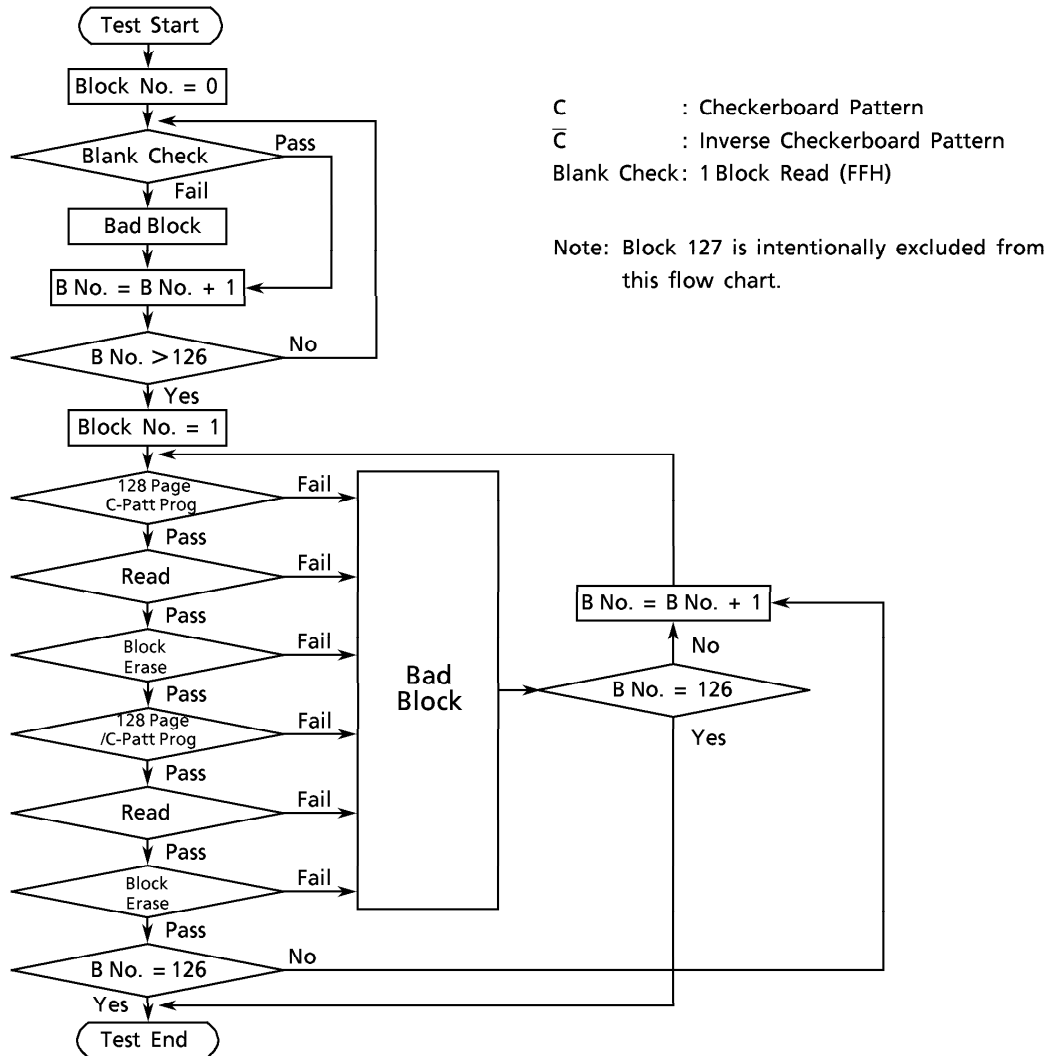 Test Start
Block No. = 0
Blank Check
Pass
Fail
Bad Block
B No. = B No. + 1
B No. > 126
No
Yes
Block No. = 1
128 Page
C-Patt Prog
Fail
Pass
Read
Fail
Pass
Block
Erase
Fail
Pass
128 Page
/C-Patt Prog
Fail
Pass
Read
Fail
Pass
Block
Erase
Fail
Pass
B No. = 126
No
Yes
Test End
Bad
Block
B No. = B No. + 1
No
B No. = 126
Yes
C : Checkerboard Pattern
C̅ : Inverse Checkerboard Pattern
Blank Check: 1 Block Read (FFH)
Note: Block 127 is intentionally excluded from
this flow chart.